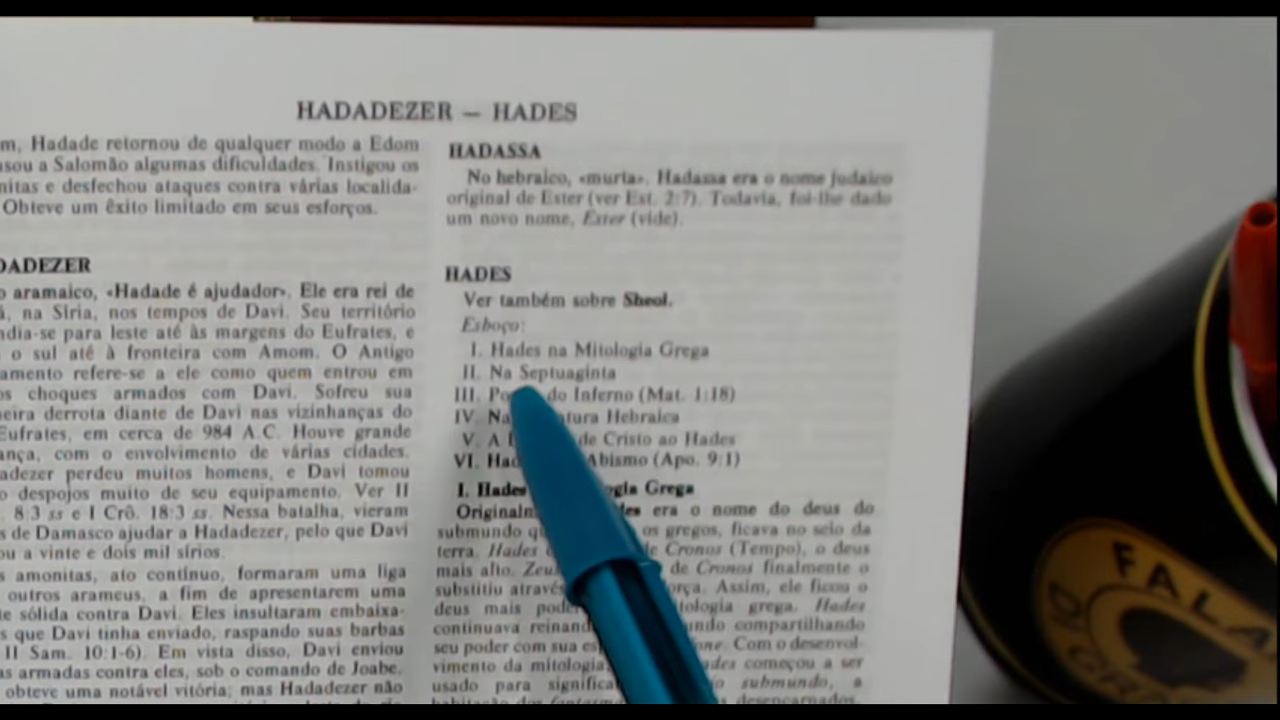 HADADEZER — HADES
m, Hadade retornou de qualquer modo a Edom
sou a Salomão algumas dificuldades. Instigou os
nitas e desfechou ataques contra várias localida-
Obteve um êxito limitado em seus esforços.
DADEZER
o aramaico, «Hadade é ajudador». Ele era rei de
á, na Síria, nos tempos de Davi. Seu território
ndia-se para leste até às margens do Eufrates, e
o sul até à fronteira com Amom. O Antigo
amento refere-se a ele como quem entrou em
os choques armados com Davi. Sofreu sua
eira derrota diante de Davi nas vizinhanças do
Eufrates, em cerca de 984 A.C. Houve grande
ança, com o envolvimento de várias cidades.
adezer perdeu muitos homens, e Davi tomou
o despojos muito de seu equipamento. Ver II
. 8:3 ss e I Crô. 18:3 ss. Nessa batalha, vieram
s de Damasco ajudar a Hadadezer, pelo que Davi
ou a vinte e dois mil sírios.
s amonitas, ato contínuo, formaram uma liga
outros arameus, a fim de apresentarem uma
te sólida contra Davi. Eles insultaram embaixa-
s que Davi tinha enviado, raspando suas barbas
II Sam. 10:1-6). Em vista disso, Davi enviou
as armadas contra eles, sob o comando de Joabe.
obteve uma notável vitória; mas Hadadezer não
HADASSA
No hebraico, «murta». Hadassa era o nome judaico
original de Ester (ver Est. 2:7). Todavia, foi-lhe dado
um novo nome, Ester (vide).
HADES
Ver também sobre Sheol.
Esboço:
I. Hades na Mitologia Grega
II. Na Septuaginta
III. Po do Inferno (Mat. 1:18)
IV. Na tura Hebraica
V. A de Cristo ao Hades
VI. Had Abismo (Apo. 9:1)
I. Hades gia Grega
Originalm des era o nome do deus do
submundo qu os gregos, ficava no seio da
terra. Hades de Cronos (Tempo), o deus
mais alto. Zeus de Cronos finalmente o
substitiu através rça. Assim, ele ficou o
deus mais pode tologia grega. Hades
continuava reinand undo compartilhando
seu poder com sua es one. Com o desenvol-
vimento da mitologia, ades começou a ser
usado para significa o submundo, a
habitação dos desencarnados.
FALA